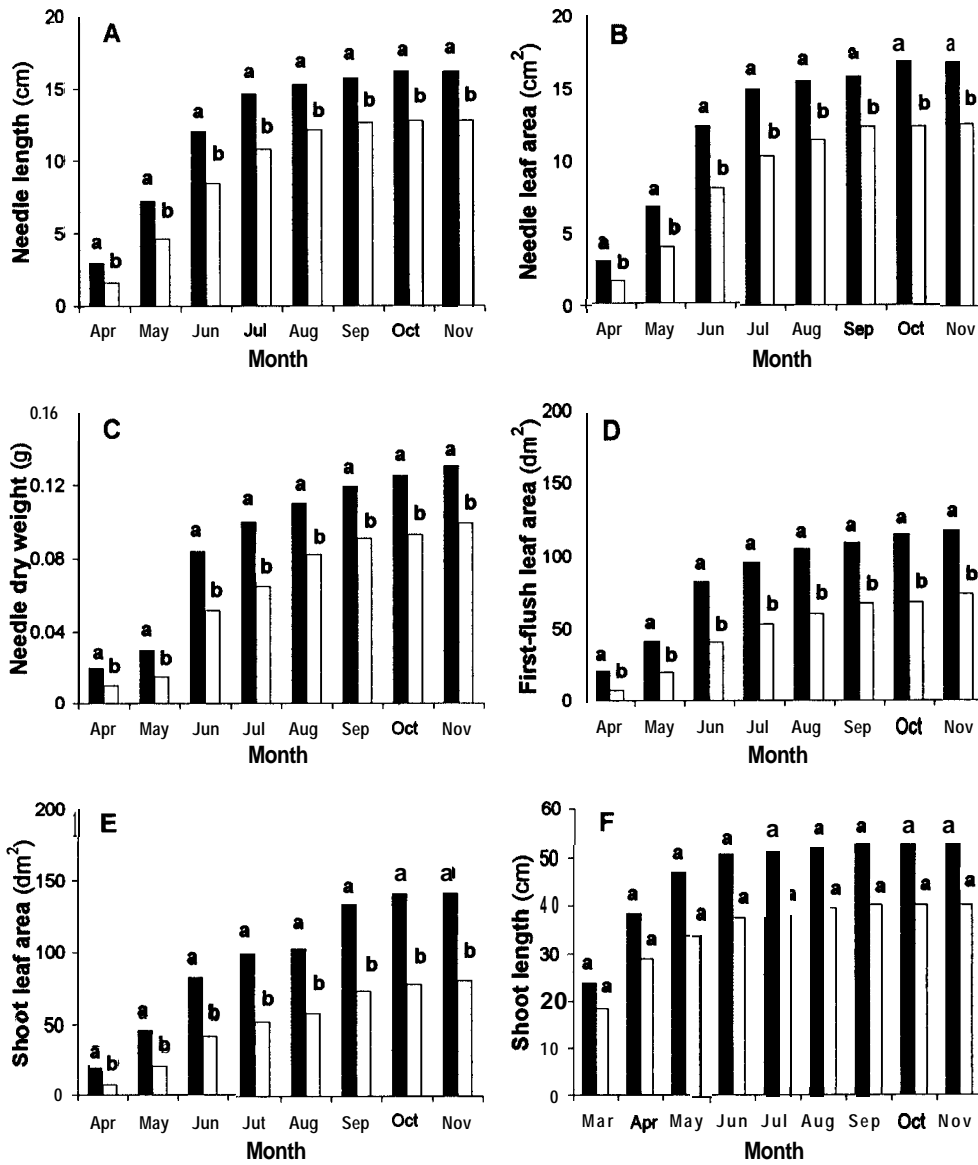 A
Needle length (cm)
20
15
10
5
0
a b a b a b a b a b a b a b a b
Apr May Jun Jul Aug Sep Oct Nov
Month
B
Needle leaf area (cm²)
20
15
10
5
0
a b a b a b a b a b a b a b a b
Apr May Jun Jul Aug Sep Oct Nov
Month
C
Needle dry weight (g)
0.16
0.12
0.08
0.04
0
a b a b a b a b a b a b a b a b
Apr May Jun Jul Aug Sep Oct Nov
Month
D
First-flush leaf area (dm²)
200
150
100
50
0
a b a b a b a b a b a b a b a b
Apr May Jun Jul Aug Sep Oct Nov
Month
E
Shoot leaf area (dm²)
200
150
100
50
0
a b a b a b a b a b a b a b a b
Apr May Jun Jut Aug Sep Oct Nov
Month
F
Shoot length (cm)
60
50
40
30
20
10
0
a a a a a a a a a a a a a a a a a a
Mar Apr May Jun Jul Aug Sep Oct Nov
Month